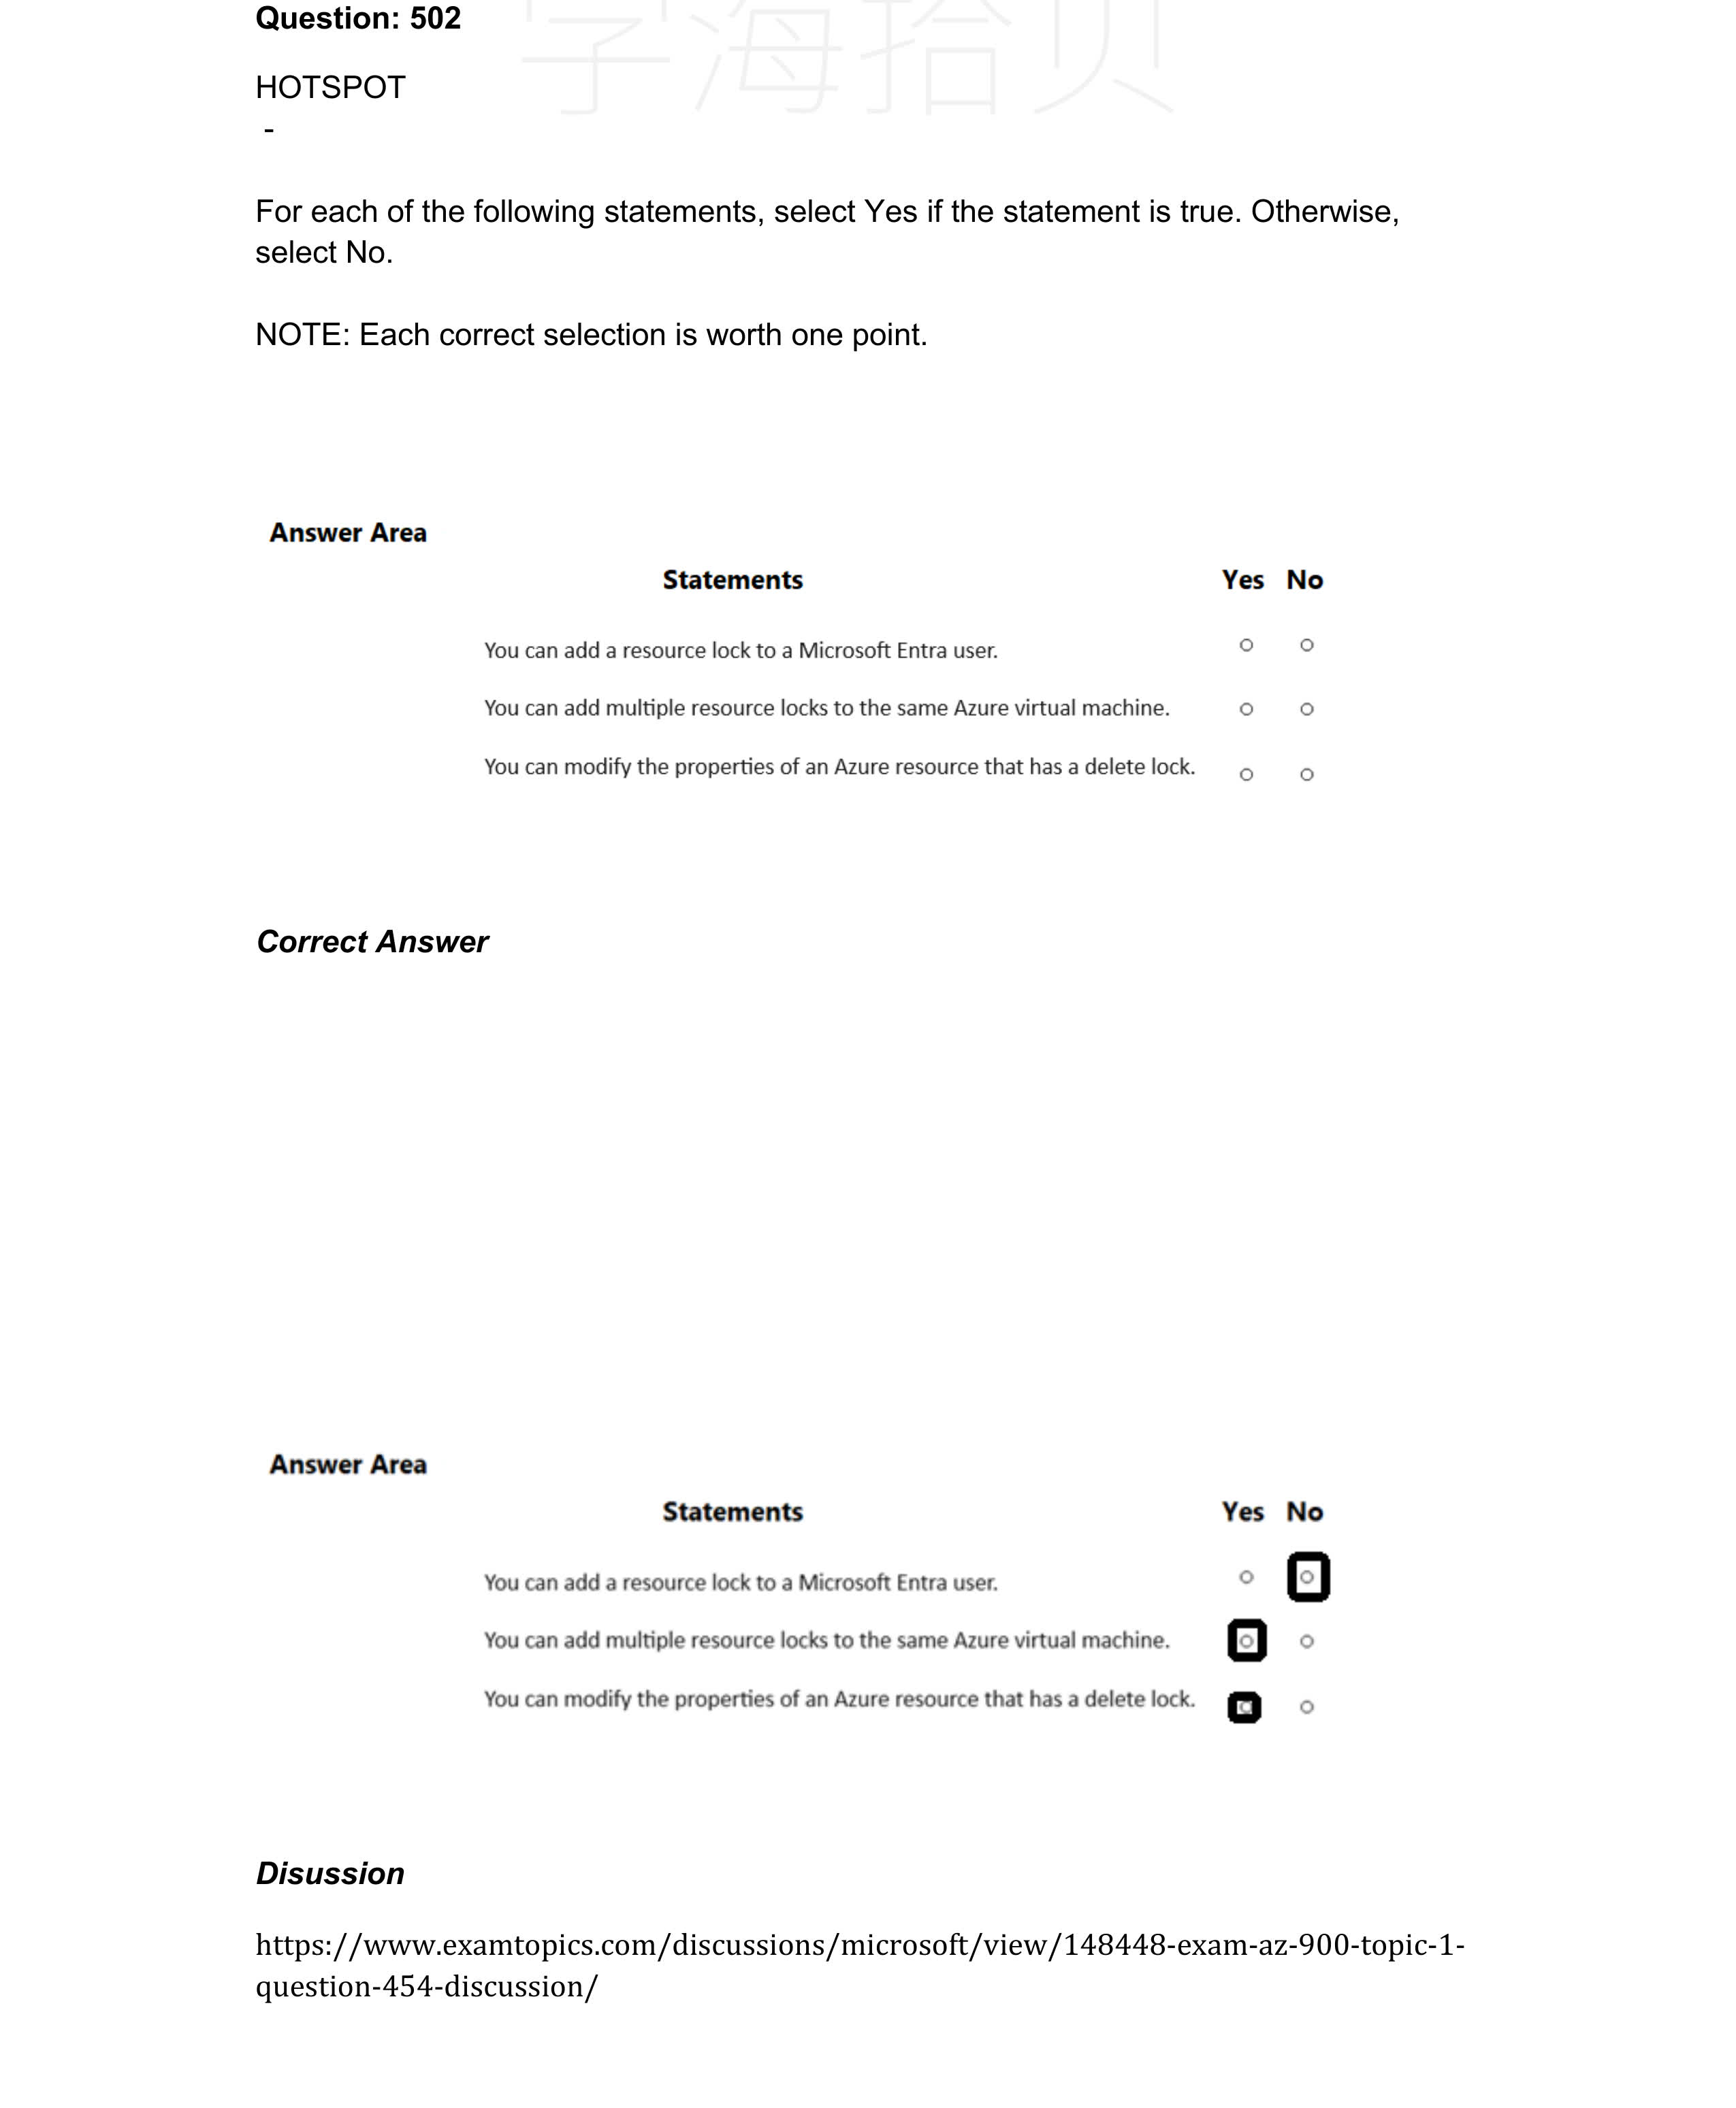 学海拾贝
Question: 502
HOTSPOT
-
For each of the following statements, select Yes if the statement is true. Otherwise,
select No.
NOTE: Each correct selection is worth one point.
Answer Area
Statements Yes No
You can add a resource lock to a Microsoft Entra user.
You can add multiple resource locks to the same Azure virtual machine.
You can modify the properties of an Azure resource that has a delete lock.
Correct Answer
Answer Area
Statements Yes No
You can add a resource lock to a Microsoft Entra user.
You can add multiple resource locks to the same Azure virtual machine.
You can modify the properties of an Azure resource that has a delete lock.
Disussion
https://www.examtopics.com/discussions/microsoft/view/148448-exam-az-900-topic-1-
question-454-discussion/